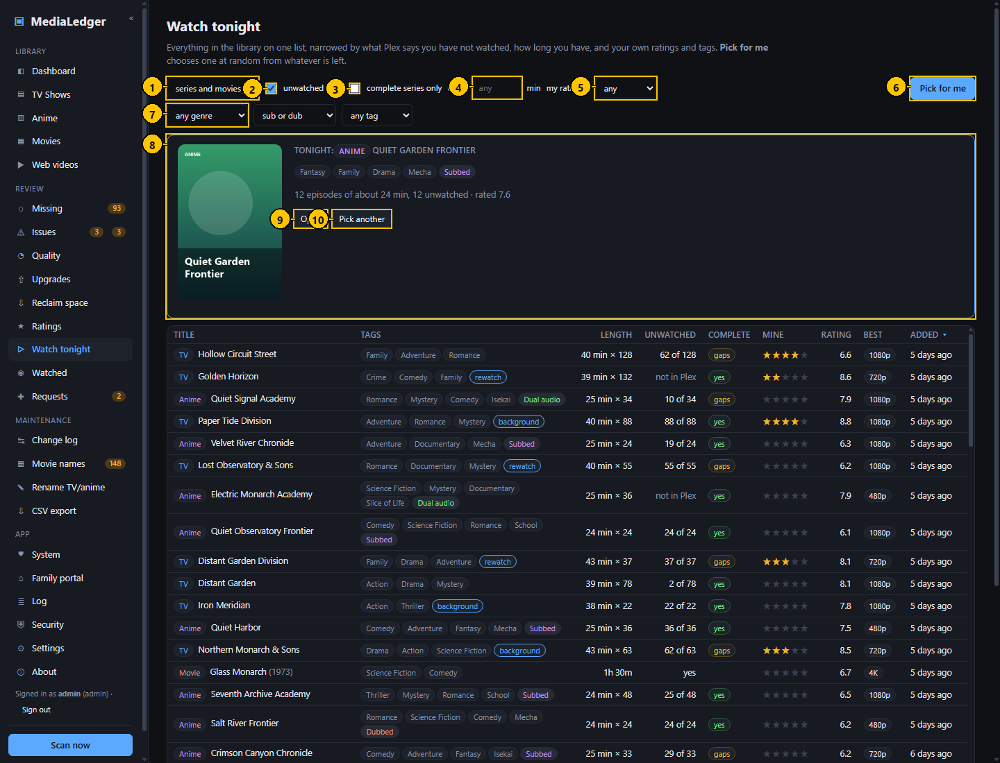 MediaLedger «
LIBRARY
Dashboard
TV Shows
Anime
Movies
Web videos
REVIEW
Missing 93
Issues 3 3
Quality
Upgrades
Reclaim space
Ratings
Watch tonight
Watched
Requests 2
MAINTENANCE
Change log
Movie names 148
Rename TV/anime
CSV export
APP
System
Family portal
Log
Security
Settings
About
Signed in as admin (admin) ·
Sign out
Scan now
Watch tonight
Everything in the library on one list, narrowed by what Plex says you have not watched, how long you have, and your own ratings and tags. Pick for me
chooses one at random from whatever is left.
1 series and movies 2 unwatched 3 complete series only 4 any min my 5 any 6 Pick for me
7 any genre sub or dub any tag
8
ANIME
Quiet Garden
Frontier
TONIGHT: ANIME QUIET GARDEN FRONTIER
Fantasy Family Drama Mecha Subbed
12 episodes of about 24 min, 12 unwatched · rated 7.6
9 10 Pick another
TITLE TAGS LENGTH UNWATCHED COMPLETE MINE RATING BEST ADDED
TV Hollow Circuit Street Family Adventure Romance 40 min × 128 62 of 128 gaps ★★★★★ 6.6 1080p 5 days ago
TV Golden Horizon Crime Comedy Family rewatch 39 min × 132 not in Plex yes ★★★★★ 8.6 720p 5 days ago
Anime Quiet Signal Academy Romance Mystery Comedy Isekai Dual audio 25 min × 34 10 of 34 gaps ★★★★★ 7.9 1080p 5 days ago
TV Paper Tide Division Adventure Romance Mystery background 40 min × 88 88 of 88 yes ★★★★★ 8.8 1080p 5 days ago
Anime Velvet River Chronicle Adventure Documentary Mecha Subbed 25 min × 24 19 of 24 yes ★★★★★ 6.3 1080p 5 days ago
TV Lost Observatory & Sons Romance Documentary Mystery rewatch 40 min × 55 55 of 55 gaps ★★★★★ 6.2 1080p 5 days ago
Anime Electric Monarch Academy Science Fiction Mystery Documentary Slice of Life Dual audio 25 min × 36 not in Plex yes ★★★★★ 7.9 480p 5 days ago
Anime Quiet Observatory Frontier Comedy Science Fiction Romance School Subbed 24 min × 24 24 of 24 yes ★★★★★ 6.1 1080p 5 days ago
TV Distant Garden Division Family Drama Adventure rewatch 43 min × 37 37 of 37 gaps ★★★★★ 8.1 720p 5 days ago
TV Distant Garden Action Drama Mystery 39 min × 78 2 of 78 yes ★★★★★ 8.1 1080p 5 days ago
TV Iron Meridian Action Thriller background 38 min × 22 22 of 22 yes ★★★★★ 7.8 1080p 5 days ago
Anime Quiet Harbor Comedy Adventure Fantasy Mecha Subbed 25 min × 36 36 of 36 yes ★★★★★ 7.5 480p 5 days ago
TV Northern Monarch & Sons Drama Action Science Fiction background 43 min × 63 62 of 63 gaps ★★★★★ 8.5 720p 5 days ago
Movie Glass Monarch (1973) Science Fiction Comedy 1h 30m yes ★★★★★ 6.7 4K 5 days ago
Anime Seventh Archive Academy Thriller Mystery Romance School Subbed 24 min × 48 25 of 48 yes ★★★★★ 6.5 1080p 5 days ago
Anime Salt River Frontier Romance Science Fiction Comedy Mecha Dubbed 24 min × 24 24 of 24 yes ★★★★★ 6.2 480p 5 days ago
Anime Crimson Canyon Chronicle Comedy Adventure Fantasy Isekai Subbed 25 min × 33 29 of 33 gaps ★★★★★ 6.2 720p 6 days ago